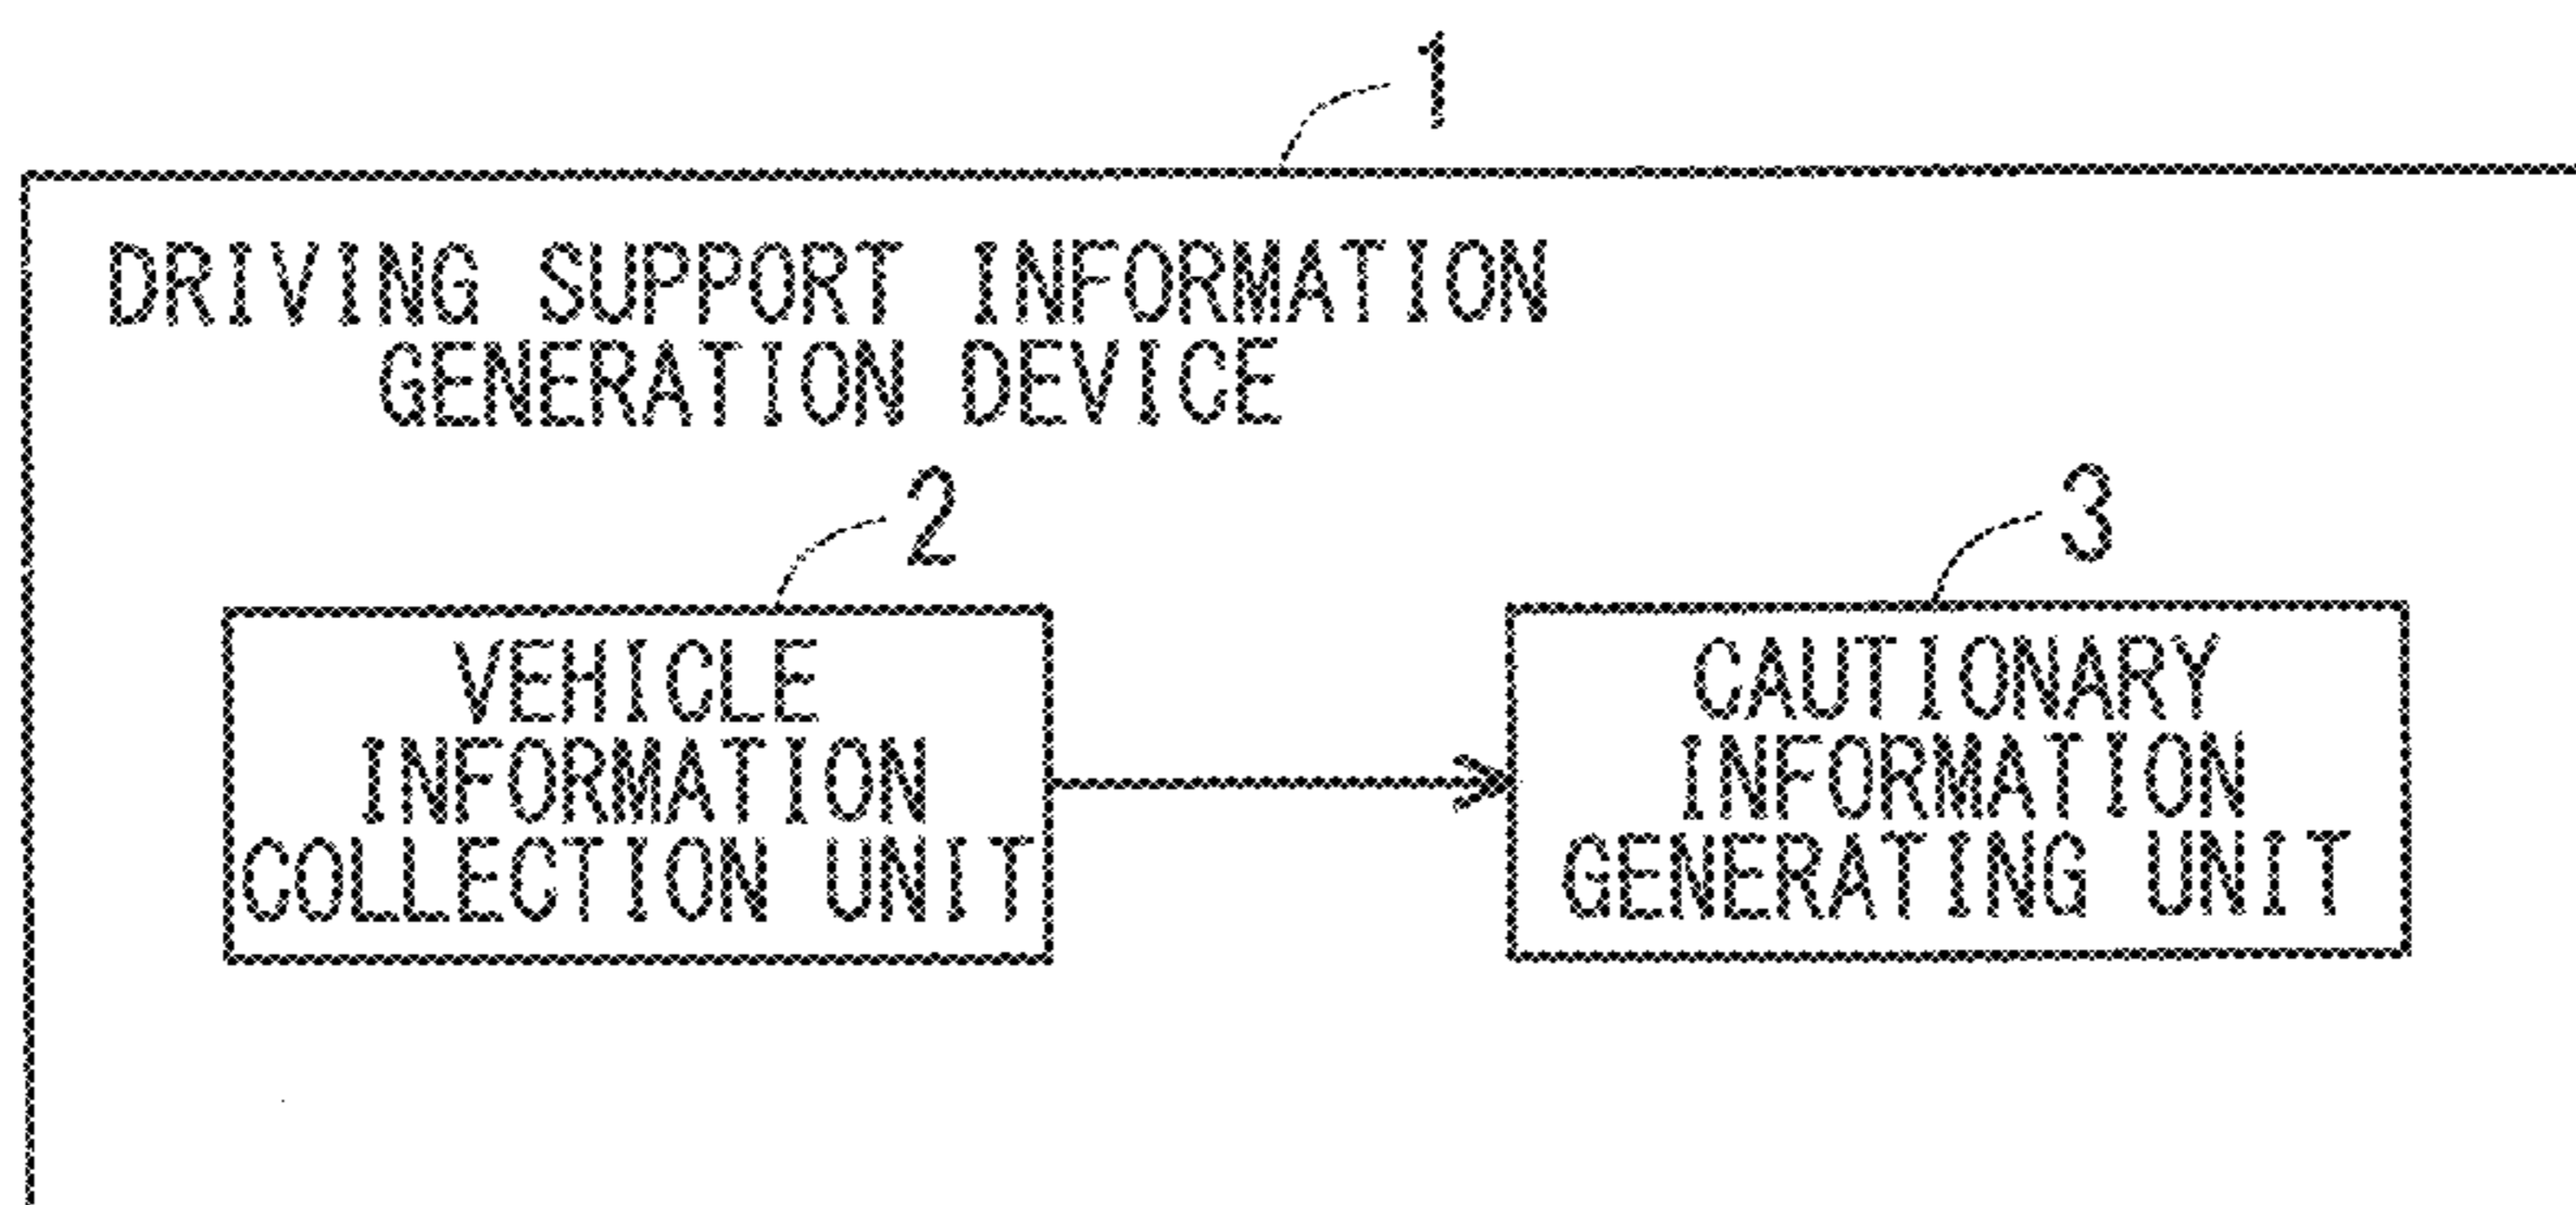 1
DRIVING SUPPORT INFORMATION
GENERATION DEVICE
2
3
VEHICLE
INFORMATION
COLLECTION UNIT
CAUTIONARY
INFORMATION
GENERATING UNIT